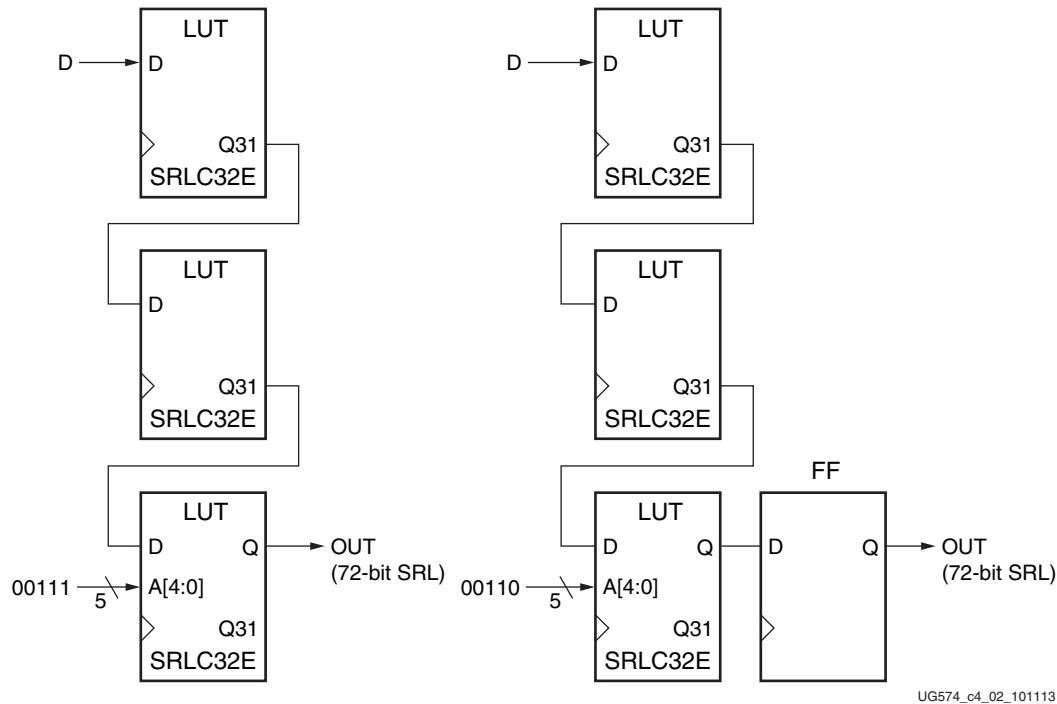 LUT
D
D
Q31
SRLC32E
LUT
D
Q31
SRLC32E
LUT
D
Q
OUT
(72-bit SRL)
00111
5
A[4:0]
Q31
SRLC32E
LUT
D
D
Q31
SRLC32E
LUT
D
Q31
SRLC32E
LUT
D
Q
00110
5
A[4:0]
Q31
SRLC32E
FF
D
Q
OUT
(72-bit SRL)
UG574_c4_02_101113